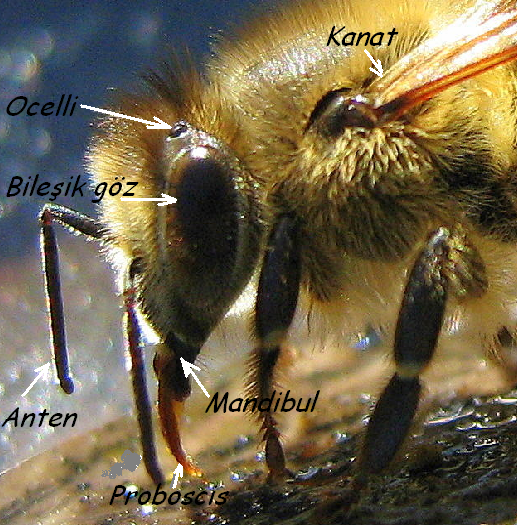 Kanat
Ocelli
Bileşik göz
Anten
Mandibul
Proboscis